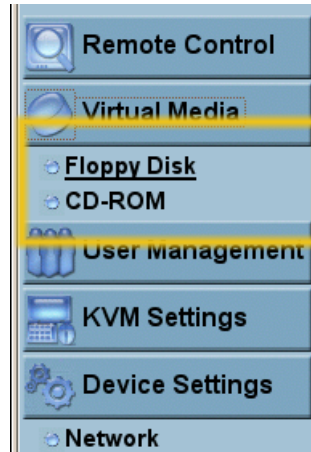 Remote Control
Virtual Media
Floppy Disk
CD-ROM
User Management
KVM Settings
Device Settings
Network